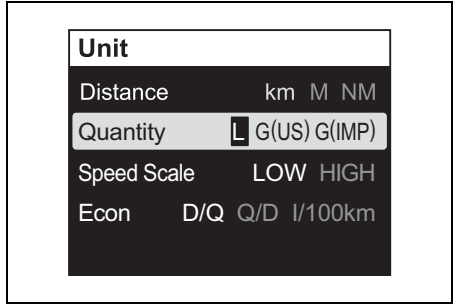 Unit
Distance km M NM
Quantity L G(US) G(IMP)
Speed Scale LOW HIGH
Econ D/Q Q/D l/100km